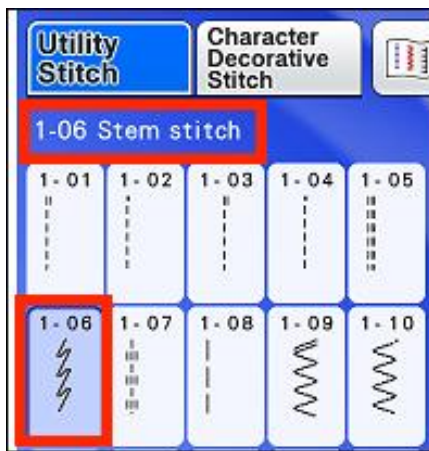 Utility
Stitch
Character
Decorative
Stitch
1-06 Stem stitch
1-01 1-02 1-03 1-04 1-05
1-06 1-07 1-08 1-09 1-10